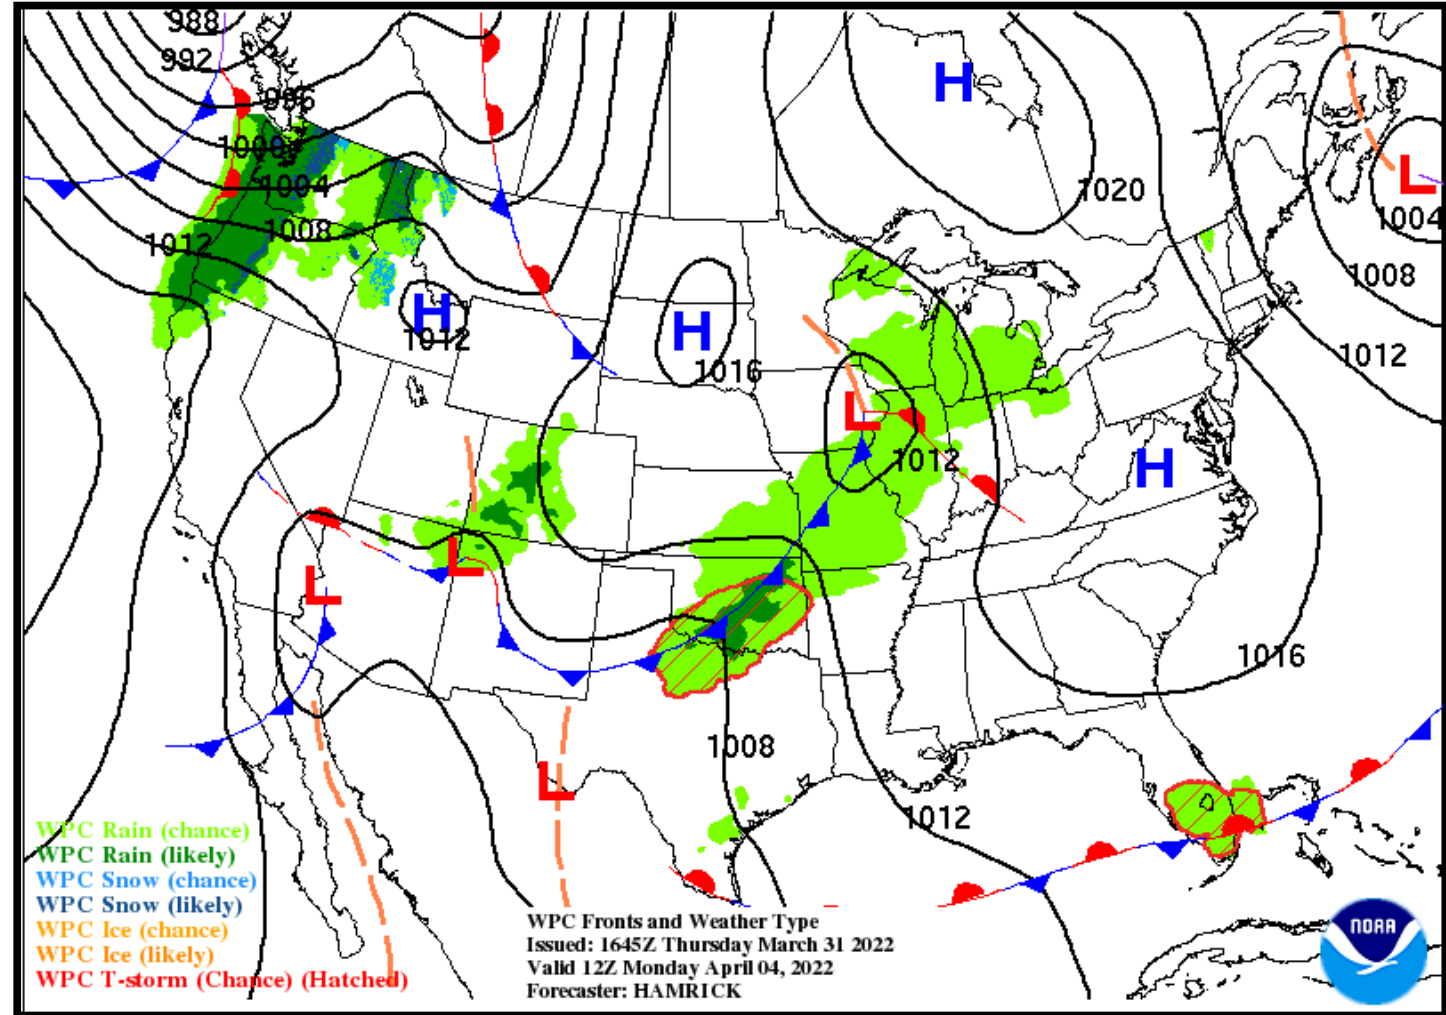 988
992
996
1000
1004
1008
1012
H
1020
L
1004
1008
1012
H
1012
H
1016
L
1012
H
L
L
1016
1008
L
1012
WPC Rain (chance)
WPC Rain (likely)
WPC Snow (chance)
WPC Snow (likely)
WPC Ice (chance)
WPC Ice (likely)
WPC T-storm (Chance) (Hatched)
WPC Fronts and Weather Type
Issued: 1645Z Thursday March 31 2022
Valid 12Z Monday April 04, 2022
Forecaster: HAMRICK
NOAA